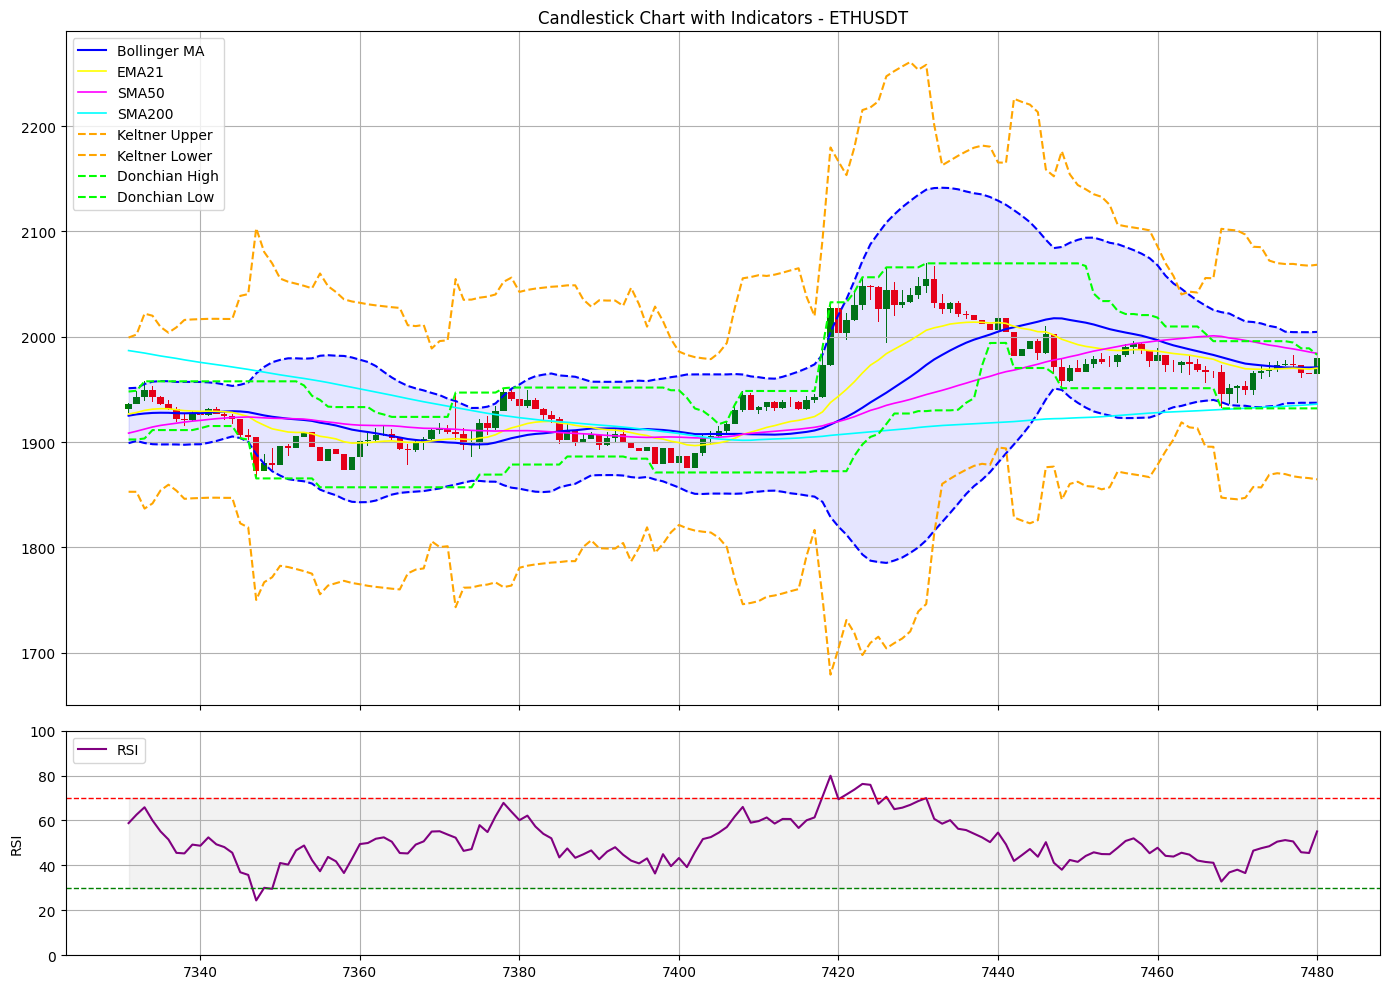 Candlestick Chart with Indicators - ETHUSDT
Bollinger MA
EMA21
SMA50
SMA200
Keltner Upper
Keltner Lower
Donchian High
Donchian Low
2200
2100
2000
1900
1800
1700
RSI
100
80
60
40
20
0
RSI
7340 7360 7380 7400 7420 7440 7460 7480